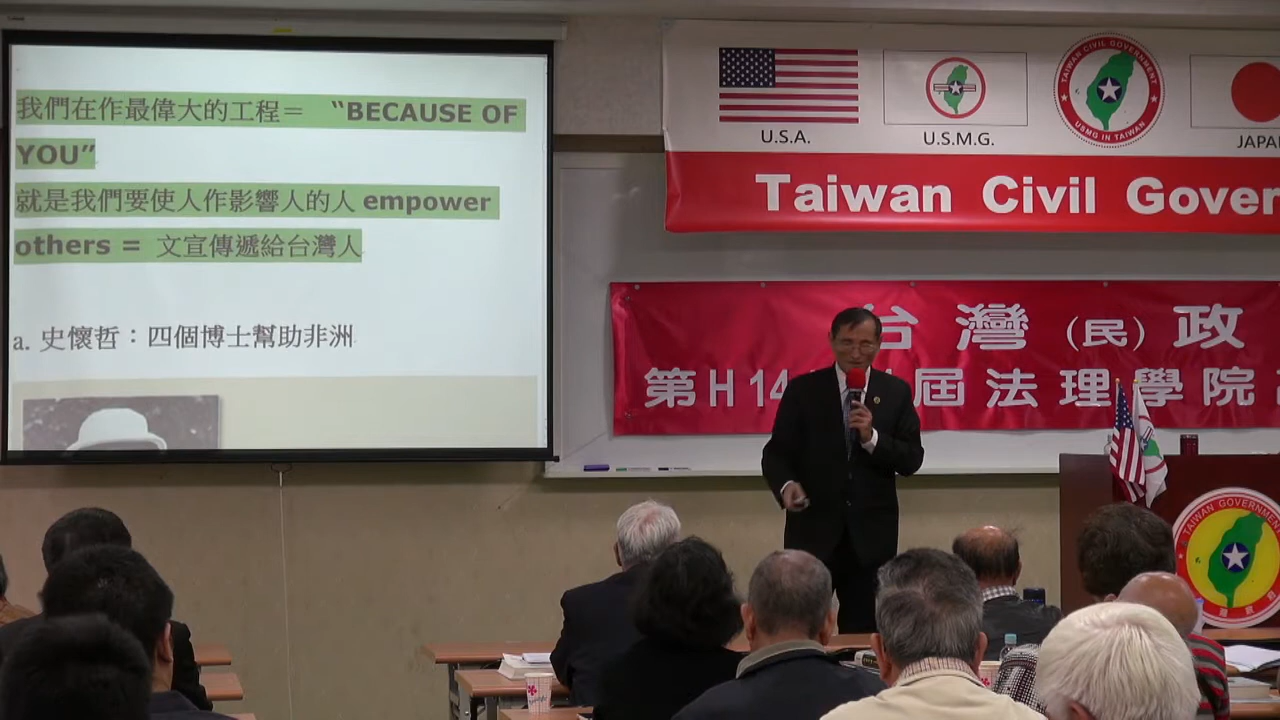 我們在作最偉大的工程＝ “BECAUSE OF
YOU”
就是我們要使人作影響人的人 empower
others = 文宣傳遞給台灣人
a. 史懷哲：四個博士幫助非洲
U.S.A.
U.S.M.G.
TAIWAN CIVIL GOVERNMENT
USMG IN TAIWAN
JAPA
Taiwan Civil Gover
台灣（民）政
第H14 屆法理學院
TAIWAN GOVERNMENT